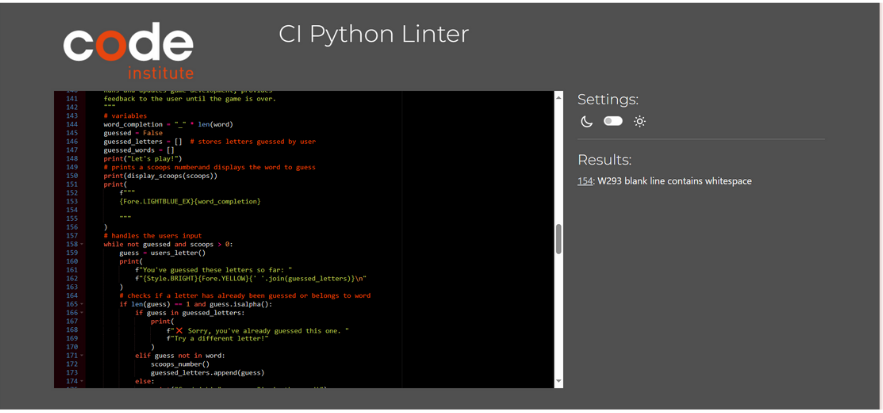 code
institute
CI Python Linter
141 feedback to the user until the game is over.
142 """
143 # variables
144 word_completion = "_" * len(word)
145 guessed = False
146 guessed_letters = [] # stores letters guessed by user
147 guessed_words = []
148 print("Let's play!")
149 # prints a scoops numberand displays the word to guess
150 print(display_scoops(scoops))
151 print(
152 f"""
153 {Fore.LIGHTBLUE_EX}{word_completion}
154
155 """
156 )
157 # handles the users input
158 while not guessed and scoops > 0:
159 guess = users_letter()
160 print(
161 f"You've guessed these letters so far: "
162 f"{Style.BRIGHT}{Fore.YELLOW}{' '.join(guessed_letters)}\n"
163 )
164 # checks if a letter has already been guessed or belongs to word
165 if len(guess) == 1 and guess.isalpha():
166 if guess in guessed_letters:
167 print(
168 f"❌ Sorry, you've already guessed this one. "
169 f"Try a different letter!"
170 )
171 elif guess not in word:
172 scoops_number()
173 guessed_letters.append(guess)
174 else:
Settings:
Results:
154: W293 blank line contains whitespace